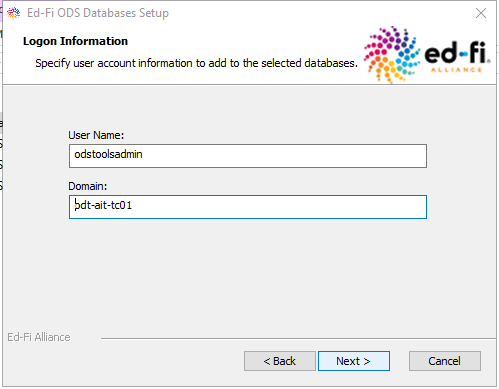 Ed-Fi ODS Databases Setup
Logon Information
Specify user account information to add to the selected databases.
ed-fi
ALLIANCE
User Name:
odstoolsadmin
Domain:
odt-ait-tc01
Ed-Fi Alliance
< Back
Next >
Cancel